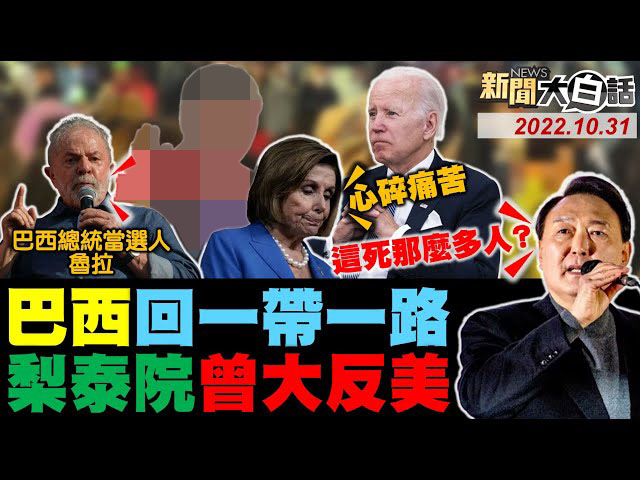 NEWS
新聞大白話
2022.10.31
心碎痛苦
這死那麼多人?
巴西總統當選人
魯拉
巴西回一帶一路
梨泰院曾大反美